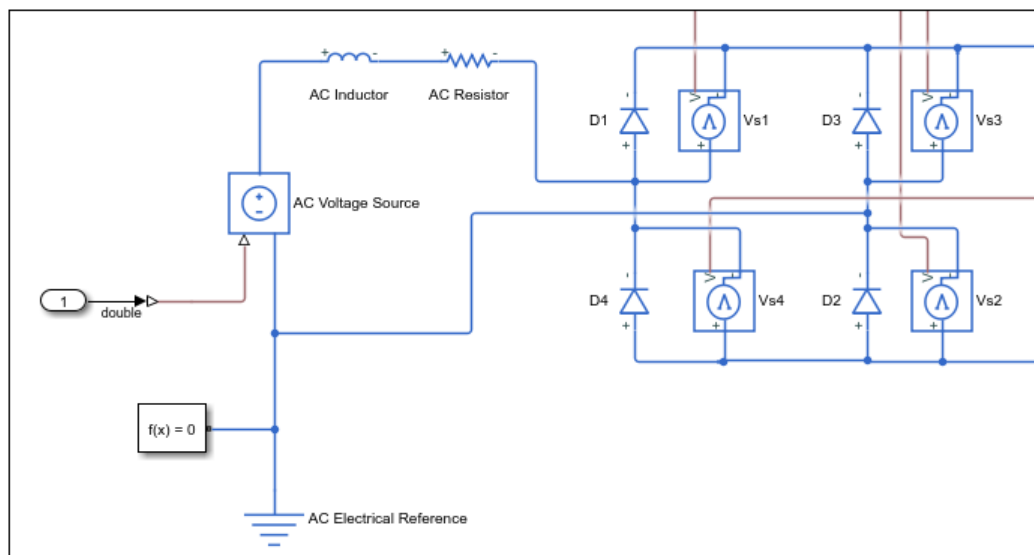 AC Inductor
AC Resistor
D1
Vs1
D3
Vs3
AC Voltage Source
1
double
D4
Vs4
D2
Vs2
f(x) = 0
AC Electrical Reference